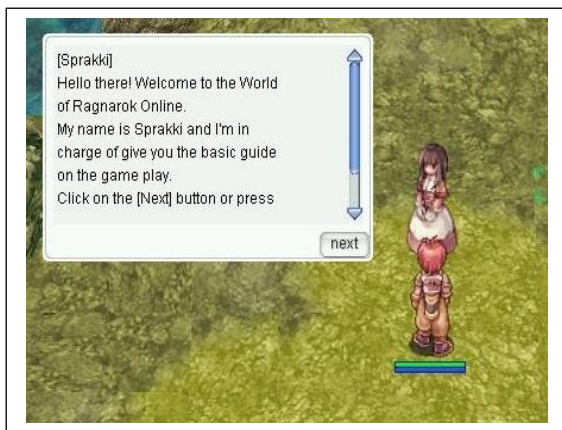 [Sprakki]
Hello there! Welcome to the World
of Ragnarok Online.
My name is Sprakki and I'm in
charge of give you the basic guide
on the game play.
Click on the [Next] button or press
next